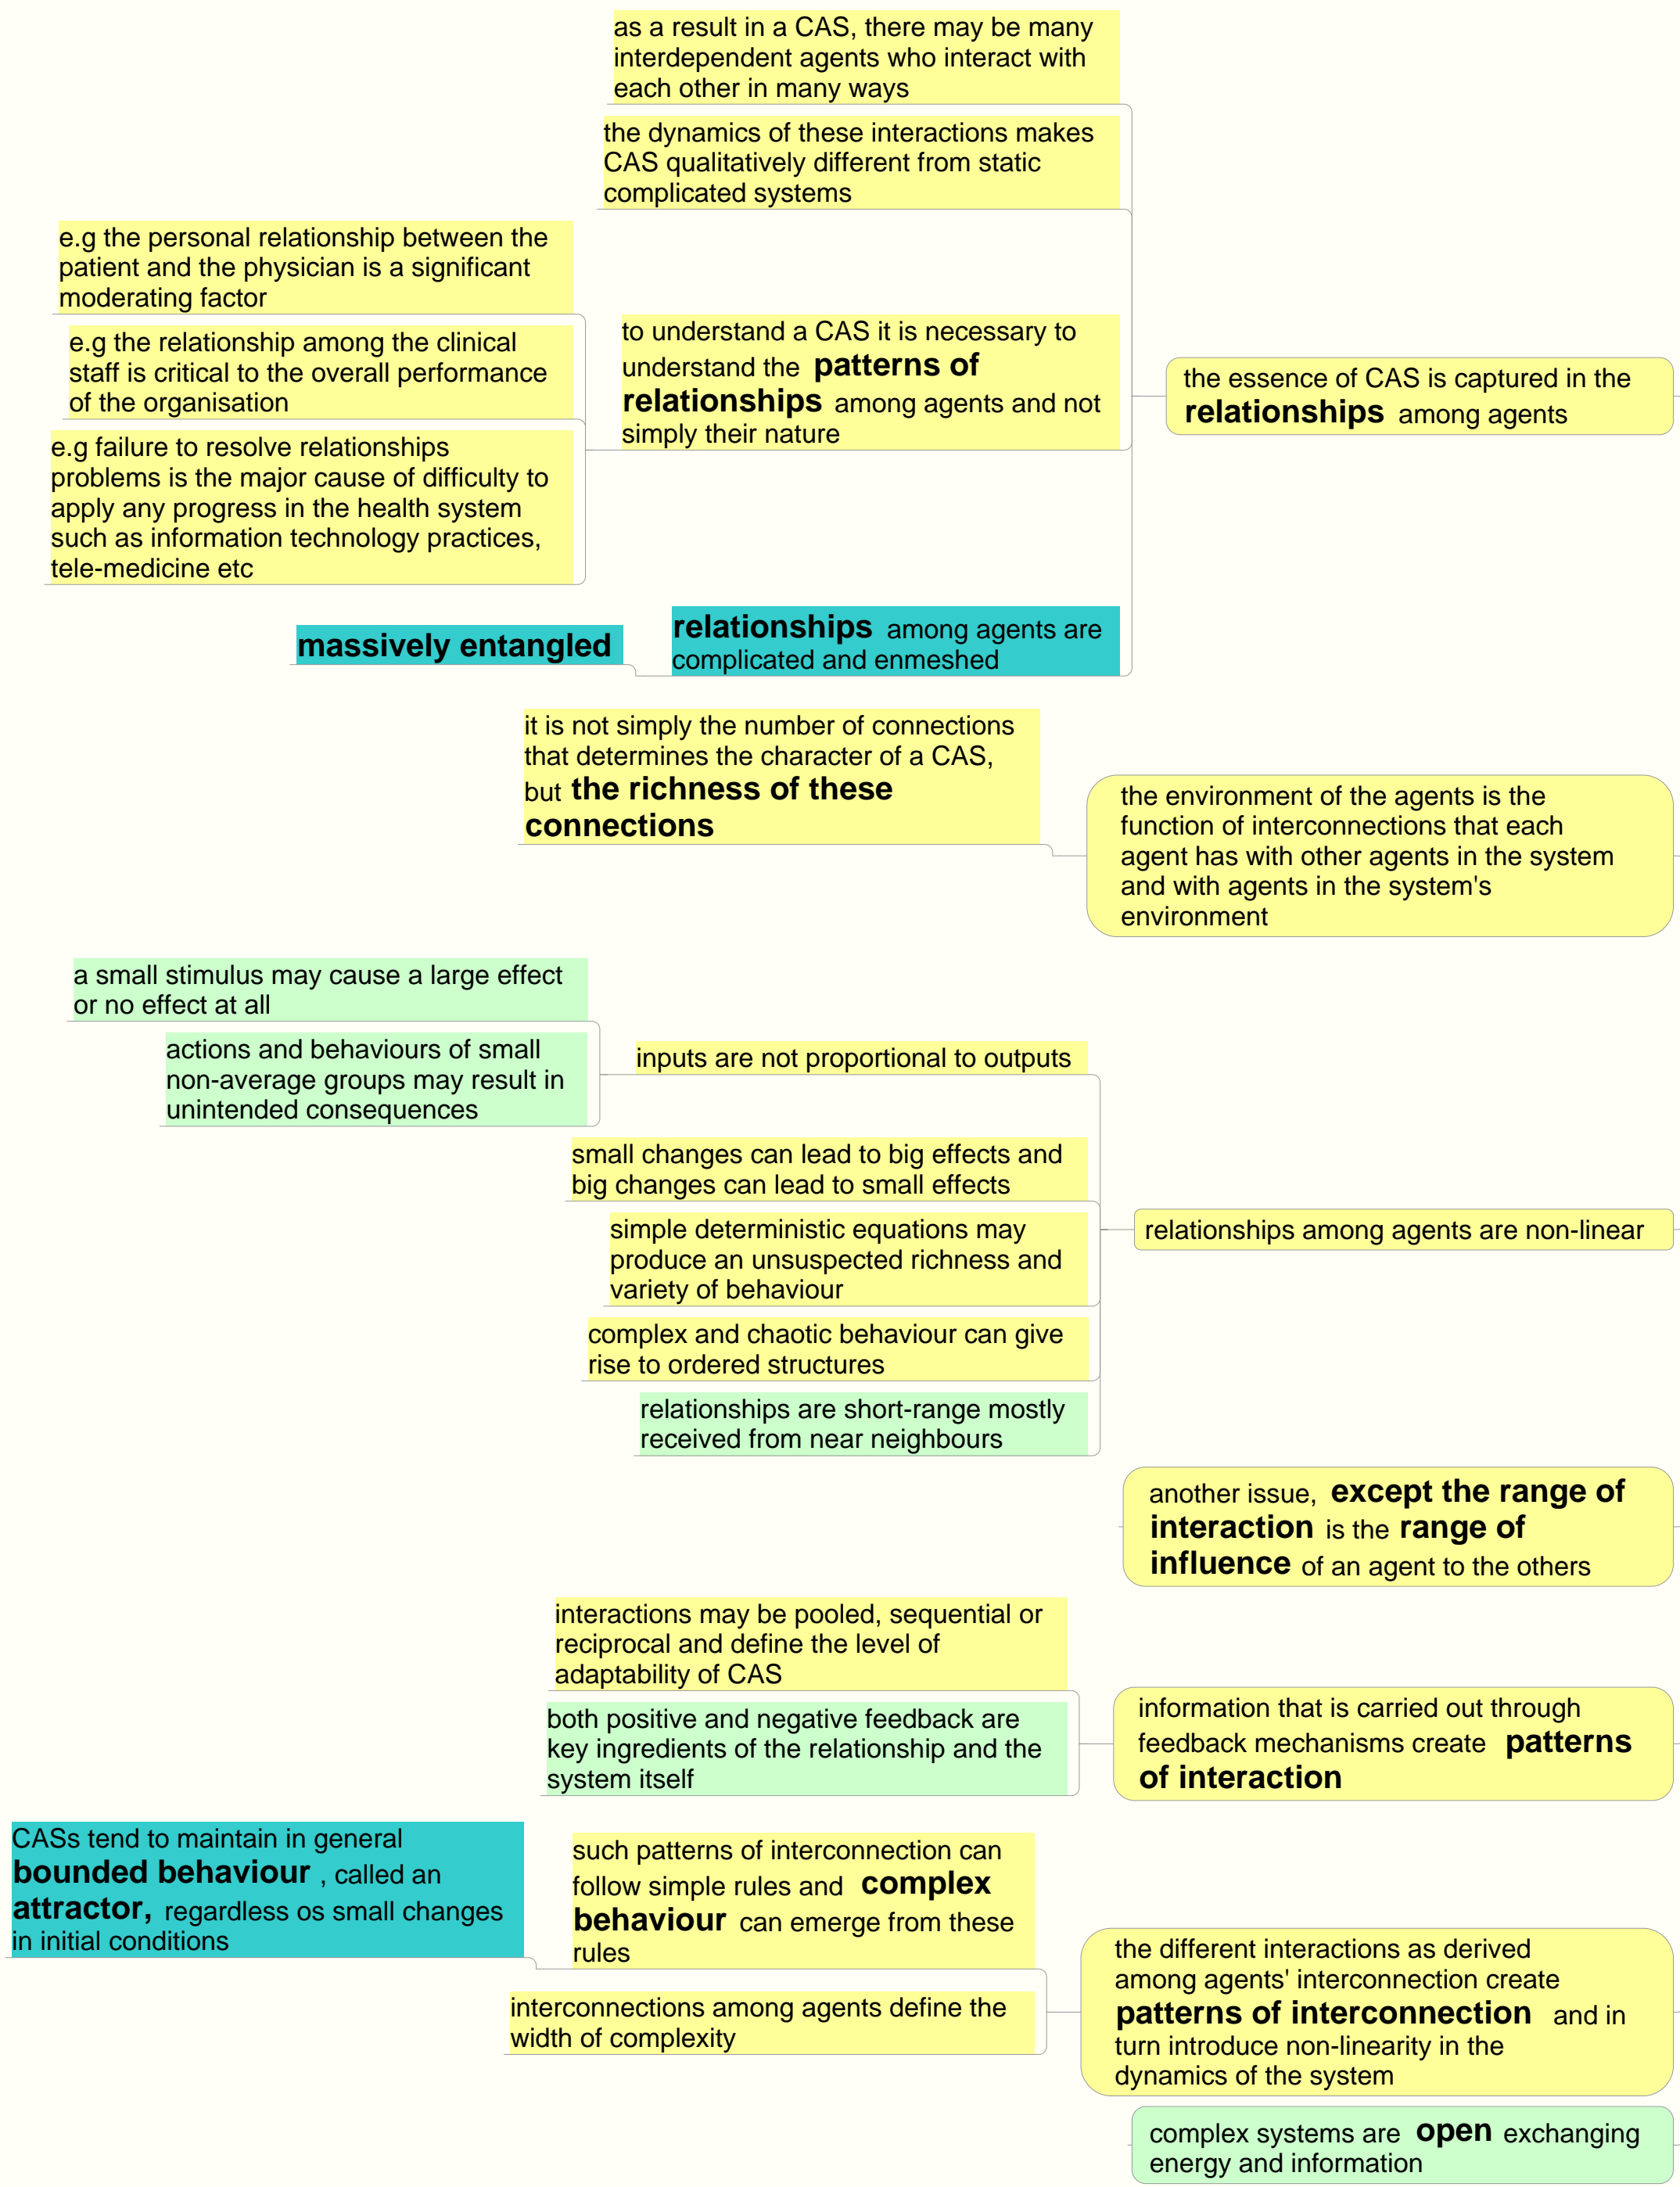 as a result in a CAS, there may be many
interdependent agents who interact with
each other in many ways
the dynamics of these interactions makes
CAS qualitatively different from static
complicated systems
e.g the personal relationship between the
patient and the physician is a significant
moderating factor
e.g the relationship among the clinical
staff is critical to the overall performance
of the organisation
e.g failure to resolve relationships
problems is the major cause of difficulty to
apply any progress in the health system
such as information technology practices,
tele-medicine etc
to understand a CAS it is necessary to
understand the patterns of
relationships among agents and not
simply their nature
the essence of CAS is captured in the
relationships among agents
massively entangled
relationships among agents are
complicated and enmeshed
it is not simply the number of connections
that determines the character of a CAS,
but the richness of these
connections
the environment of the agents is the
function of interconnections that each
agent has with other agents in the system
and with agents in the system's
environment
a small stimulus may cause a large effect
or no effect at all
actions and behaviours of small
non-average groups may result in
unintended consequences
inputs are not proportional to outputs
small changes can lead to big effects and
big changes can lead to small effects
simple deterministic equations may
produce an unsuspected richness and
variety of behaviour
complex and chaotic behaviour can give
rise to ordered structures
relationships are short-range mostly
received from near neighbours
relationships among agents are non-linear
another issue, except the range of
interaction is the range of
influence of an agent to the others
interactions may be pooled, sequential or
reciprocal and define the level of
adaptability of CAS
both positive and negative feedback are
key ingredients of the relationship and the
system itself
information that is carried out through
feedback mechanisms create patterns
of interaction
CASs tend to maintain in general
bounded behaviour , called an
attractor, regardless os small changes
in initial conditions
such patterns of interconnection can
follow simple rules and complex
behaviour can emerge from these
rules
interconnections among agents define the
width of complexity
the different interactions as derived
among agents' interconnection create
patterns of interconnection and in
turn introduce non-linearity in the
dynamics of the system
complex systems are open exchanging
energy and information